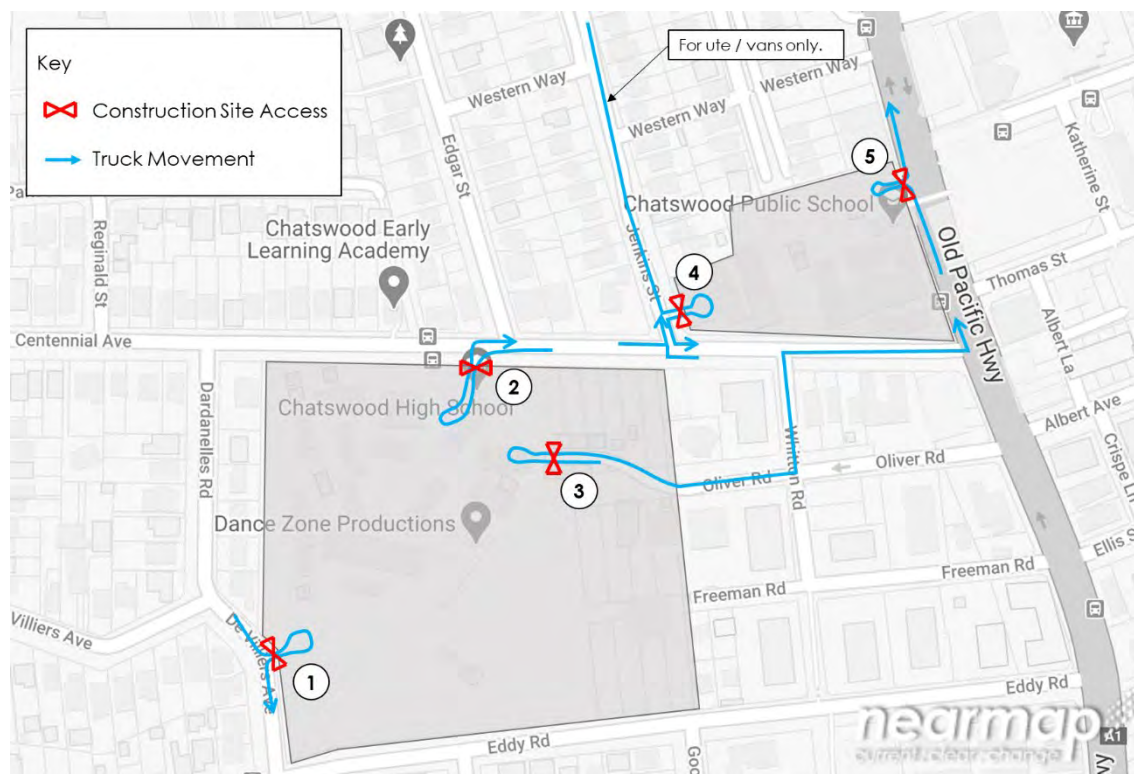 For ute / vans only.
Key
Construction Site Access
Truck Movement
Western Way
Western Way
Western Way
Edgar St
Katherine St
5
Chatswood Public School
Reginald St
Chatswood Early
Learning Academy
Jenkins St
4
Old Pacific Hwy
Thomas St
Centennial Ave
Albert La
2
Dardanelles Rd
Chatswood High School
Albert Ave
Whitton Rd
Crispe Ln
3
Oliver Rd
Oliver Rd
Dance Zone Productions
Ellis S
Freeman Rd
Freeman Rd
Villiers Ave
De Villiers Ave
1
Eddy Rd
Eddy Rd
nearmap
current : clear : change
A1